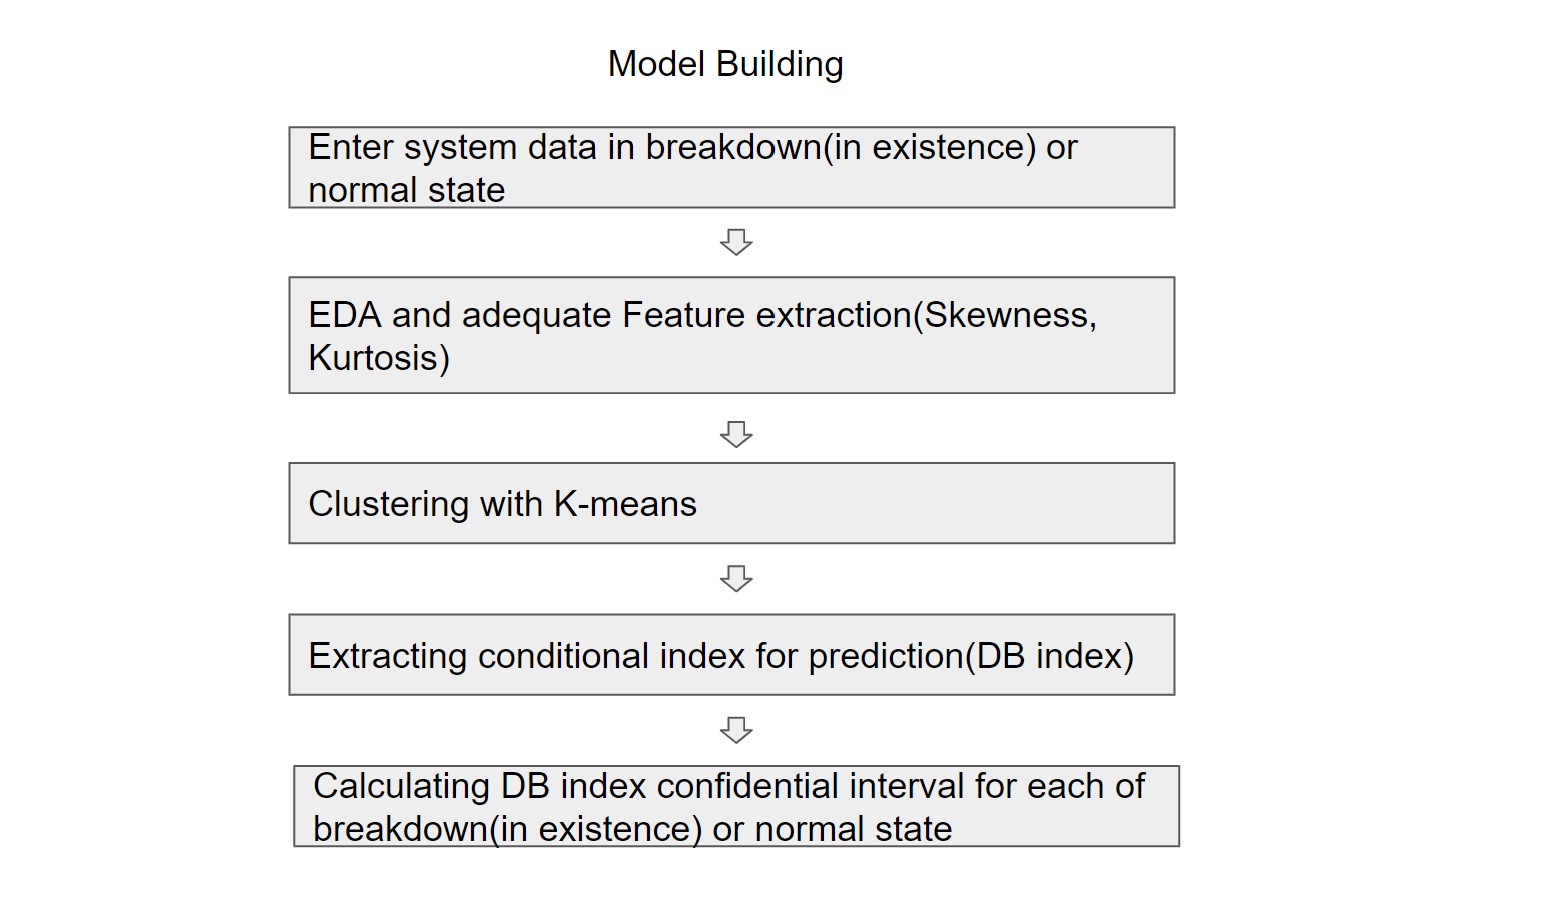 Model Building
Enter system data in breakdown(in existence) or
normal state
EDA and adequate Feature extraction(Skewness,
Kurtosis)
Clustering with K-means
Extracting conditional index for prediction(DB index)
Calculating DB index confidential interval for each of
breakdown(in existence) or normal state